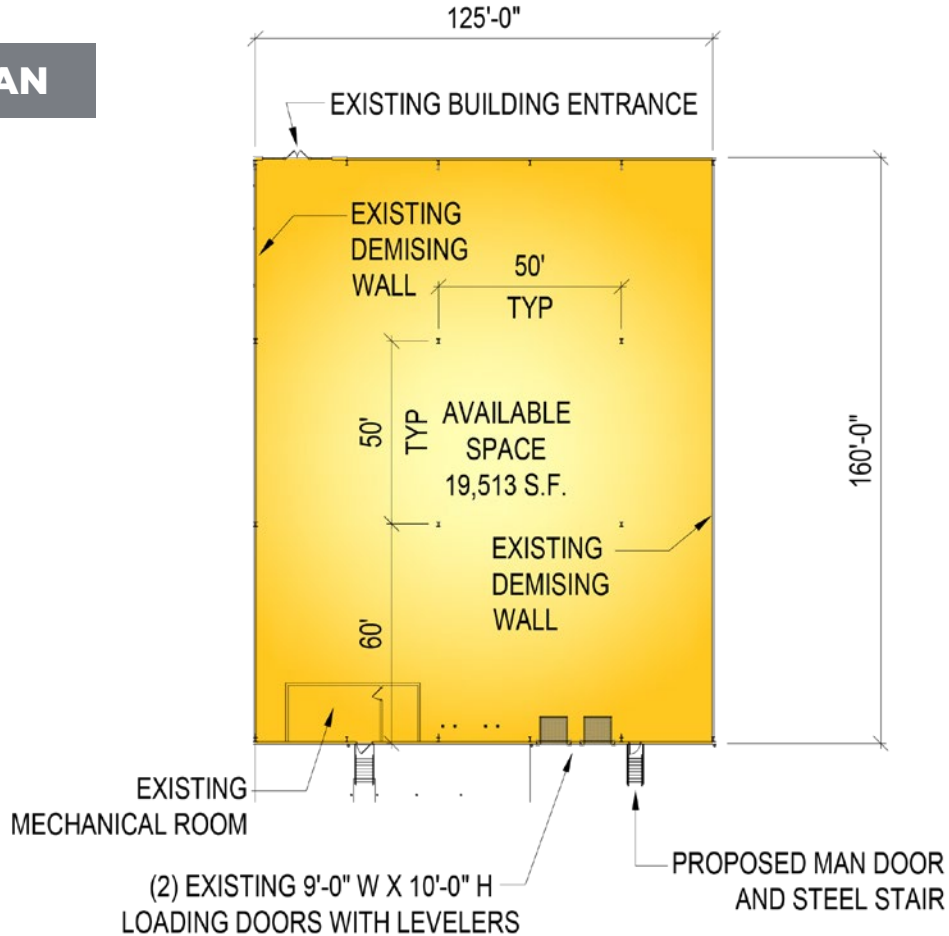 125'-0"
AN
EXISTING BUILDING ENTRANCE
EXISTING
DEMISING
WALL
50'
TYP
50'
TYP
AVAILABLE
SPACE
19,513 S.F.
160'-0"
EXISTING
DEMISING
WALL
60'
EXISTING
MECHANICAL ROOM
(2) EXISTING 9'-0" W X 10'-0" H
LOADING DOORS WITH LEVELERS
PROPOSED MAN DOOR
AND STEEL STAIR